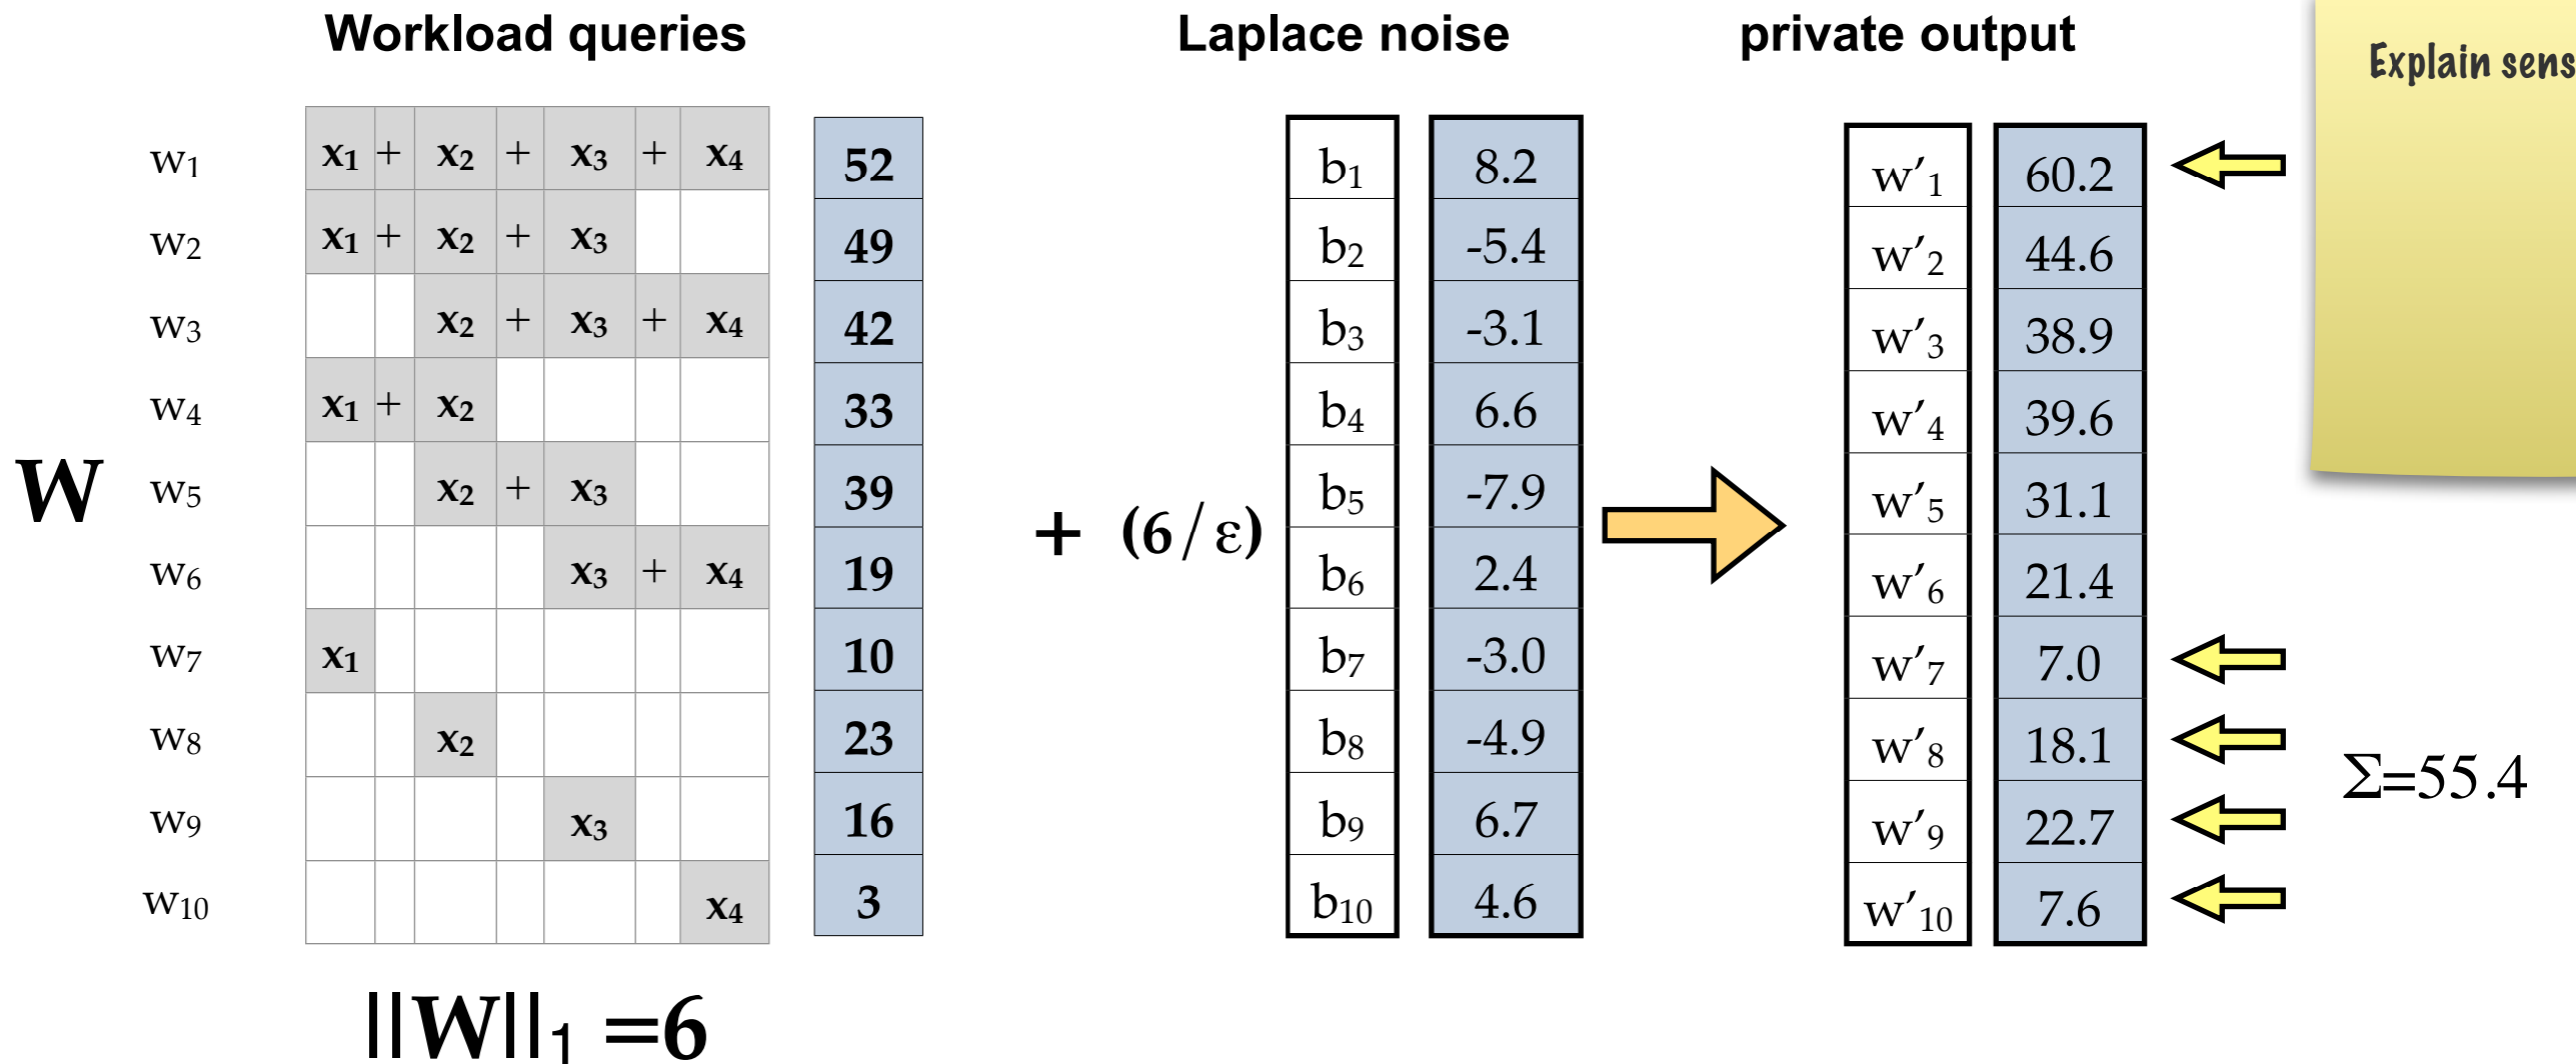 Workload queries
Laplace noise
private output
Explain sens
w1 x1 + x2 + x3 + x4 52 b1 8.2 w′1 60.2
w2 x1 + x2 + x3 49 b2 -5.4 w′2 44.6
w3 x2 + x3 + x4 42 b3 -3.1 w′3 38.9
w4 x1 + x2 33 b4 6.6 w′4 39.6
W w5 x2 + x3 39 + (6/ε) b5 -7.9 w′5 31.1
w6 x3 + x4 19 b6 2.4 w′6 21.4
w7 x1 10 b7 -3.0 w′7 7.0
w8 x2 23 b8 -4.9 w′8 18.1
Σ=55.4
w9 x3 16 b9 6.7 w′9 22.7
w10 x4 3 b10 4.6 w′10 7.6
||W||1 =6